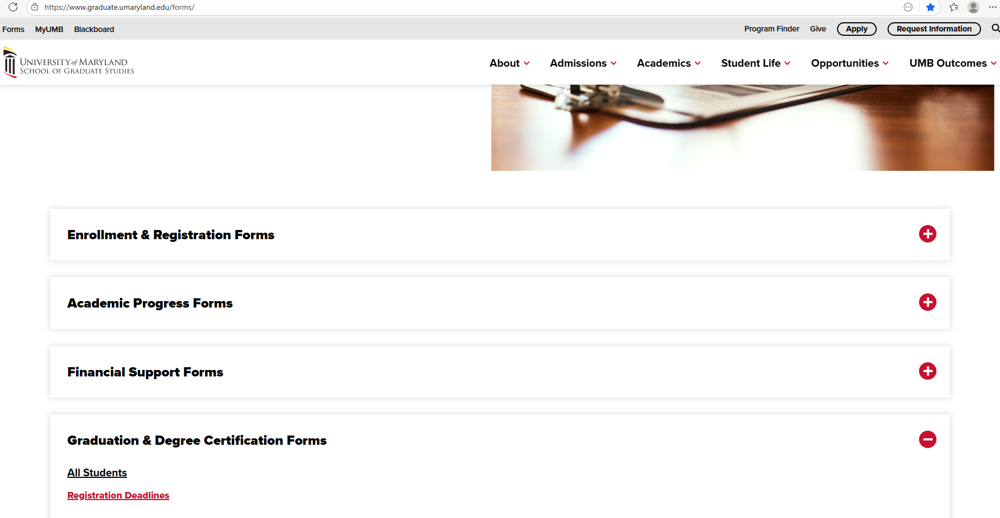 https://www.graduate.umaryland.edu/forms/
Forms MyUMB Blackboard Program Finder Give Apply Request Information
UNIVERSITY of MARYLAND
SCHOOL OF GRADUATE STUDIES
About Admissions Academics Student Life Opportunities UMB Outcomes
Enrollment & Registration Forms
Academic Progress Forms
Financial Support Forms
Graduation & Degree Certification Forms
All Students
Registration Deadlines